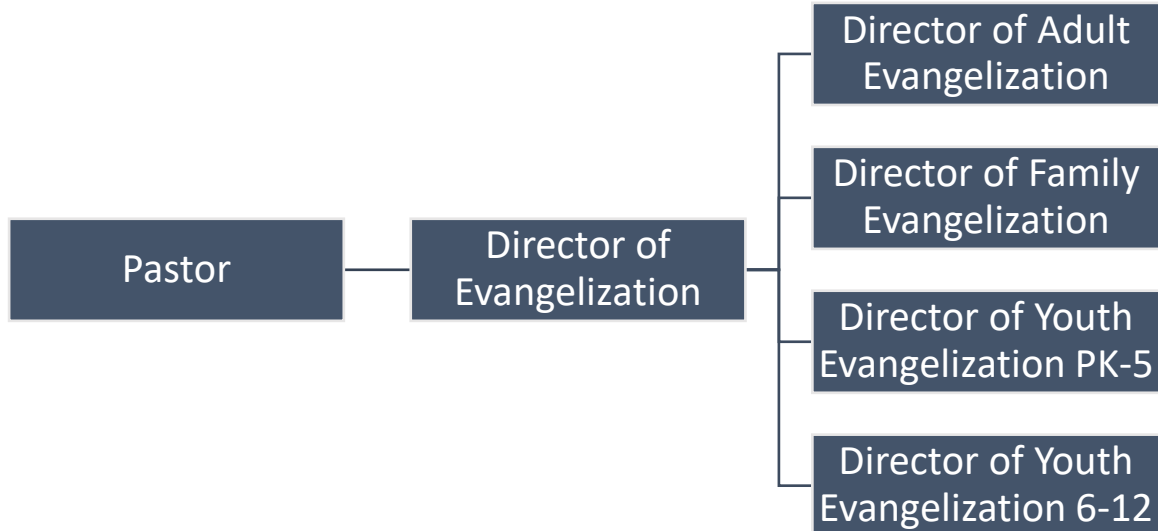 Pastor
Director of
Evangelization
Director of Adult
Evangelization
Director of Family
Evangelization
Director of Youth
Evangelization PK-5
Director of Youth
Evangelization 6-12